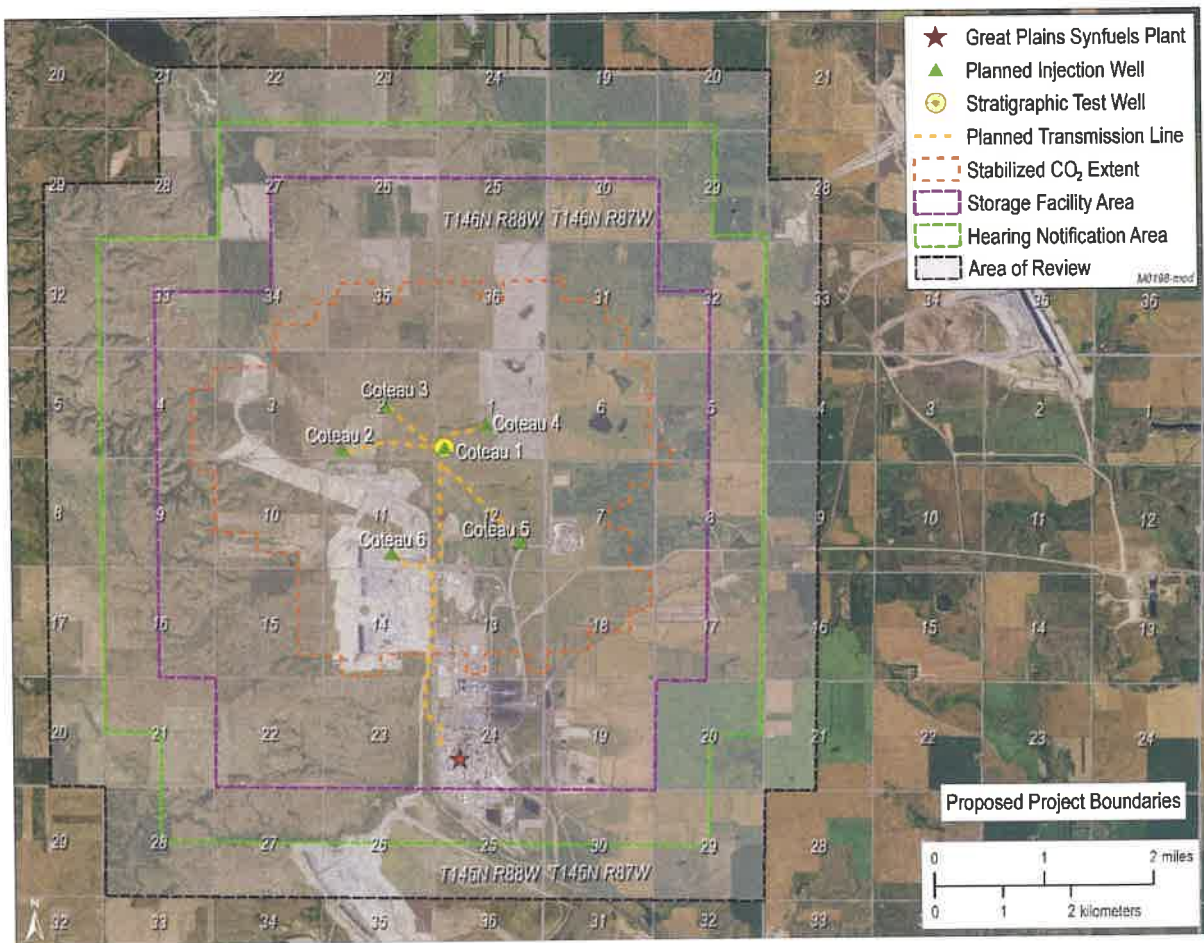 Great Plains Synfuels Plant
Planned Injection Well
Stratigraphic Test Well
Planned Transmission Line
Stabilized CO₂ Extent
Storage Facility Area
Hearing Notification Area
Area of Review
M0198-mod
20 21 22 23 24 19 20 21
29 28 27 26 25 30 29
T146N R88W T146N R87W
32 33 34 35 36 31 32 33 34 35 36
5 4 3 2 1 6 5 4 3 2 1
Coteau 3
Coteau 4
Coteau 2
Coteau 1
8 9 10 11 12 7 8 9 10 11 12
Coteau 5
Coteau 6
17 16 15 14 13 18 17 16 15 14 13
20 21 22 23 24 19 20 21 22 23 24
29 28 27 26 25 30 29 28
T145N R88W T145N R87W
32 33 34 35 36 31 32 33
Proposed Project Boundaries
0 1 2 miles
0 1 2 kilometers
N